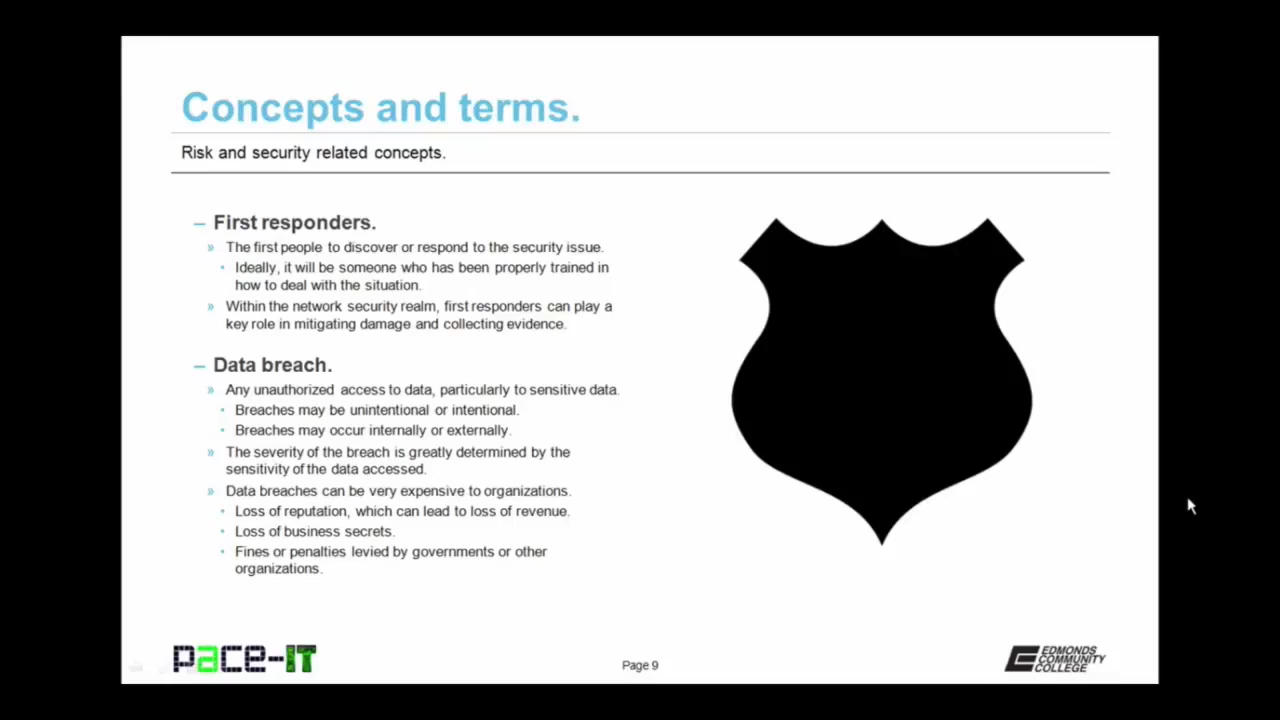 Concepts and terms.
Risk and security related concepts.
– First responders.
» The first people to discover or respond to the security issue.
• Ideally, it will be someone who has been properly trained in
how to deal with the situation.
» Within the network security realm, first responders can play a
key role in mitigating damage and collecting evidence.
– Data breach.
» Any unauthorized access to data, particularly to sensitive data.
• Breaches may be unintentional or intentional.
• Breaches may occur internally or externally.
» The severity of the breach is greatly determined by the
sensitivity of the data accessed.
» Data breaches can be very expensive to organizations.
• Loss of reputation, which can lead to loss of revenue.
• Loss of business secrets.
• Fines or penalties levied by governments or other
organizations.
pace-IT
Page 9
EDMONDS
COMMUNITY
COLLEGE